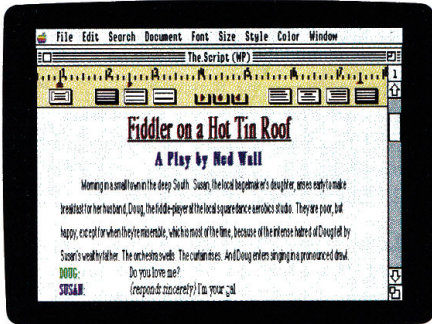 File Edit Search Document Font Size Style Color Window
The.Script (WP)
1
Fiddler on a Hot Tin Roof
A Play by Ned Wall
Morning in a small town in the deep South. Susan, the local bagelmaker's daughter, arises early to make
breakfast for her husband, Doug, the fiddle-player at the local squaredance aerobics studio. They are poor, but
happy, except for when they're miserable, which is most of the time, because of the intense hatred of Doug felt by
Susan's wealthy father. The orchestra swells. The curtain rises. And Doug enters singing in a pronounced drawl.
DOUG: Do you love me?
SUSAN: (responds sincerely) I'm your gal